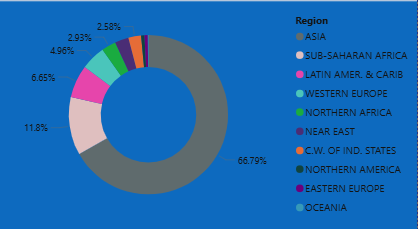 2.58%
2.93%
4.96%
6.65%
11.8%
66.79%
Region
ASIA
SUB-SAHARAN AFRICA
LATIN AMER. & CARIB
WESTERN EUROPE
NORTHERN AFRICA
NEAR EAST
C.W. OF IND. STATES
NORTHERN AMERICA
EASTERN EUROPE
OCEANIA